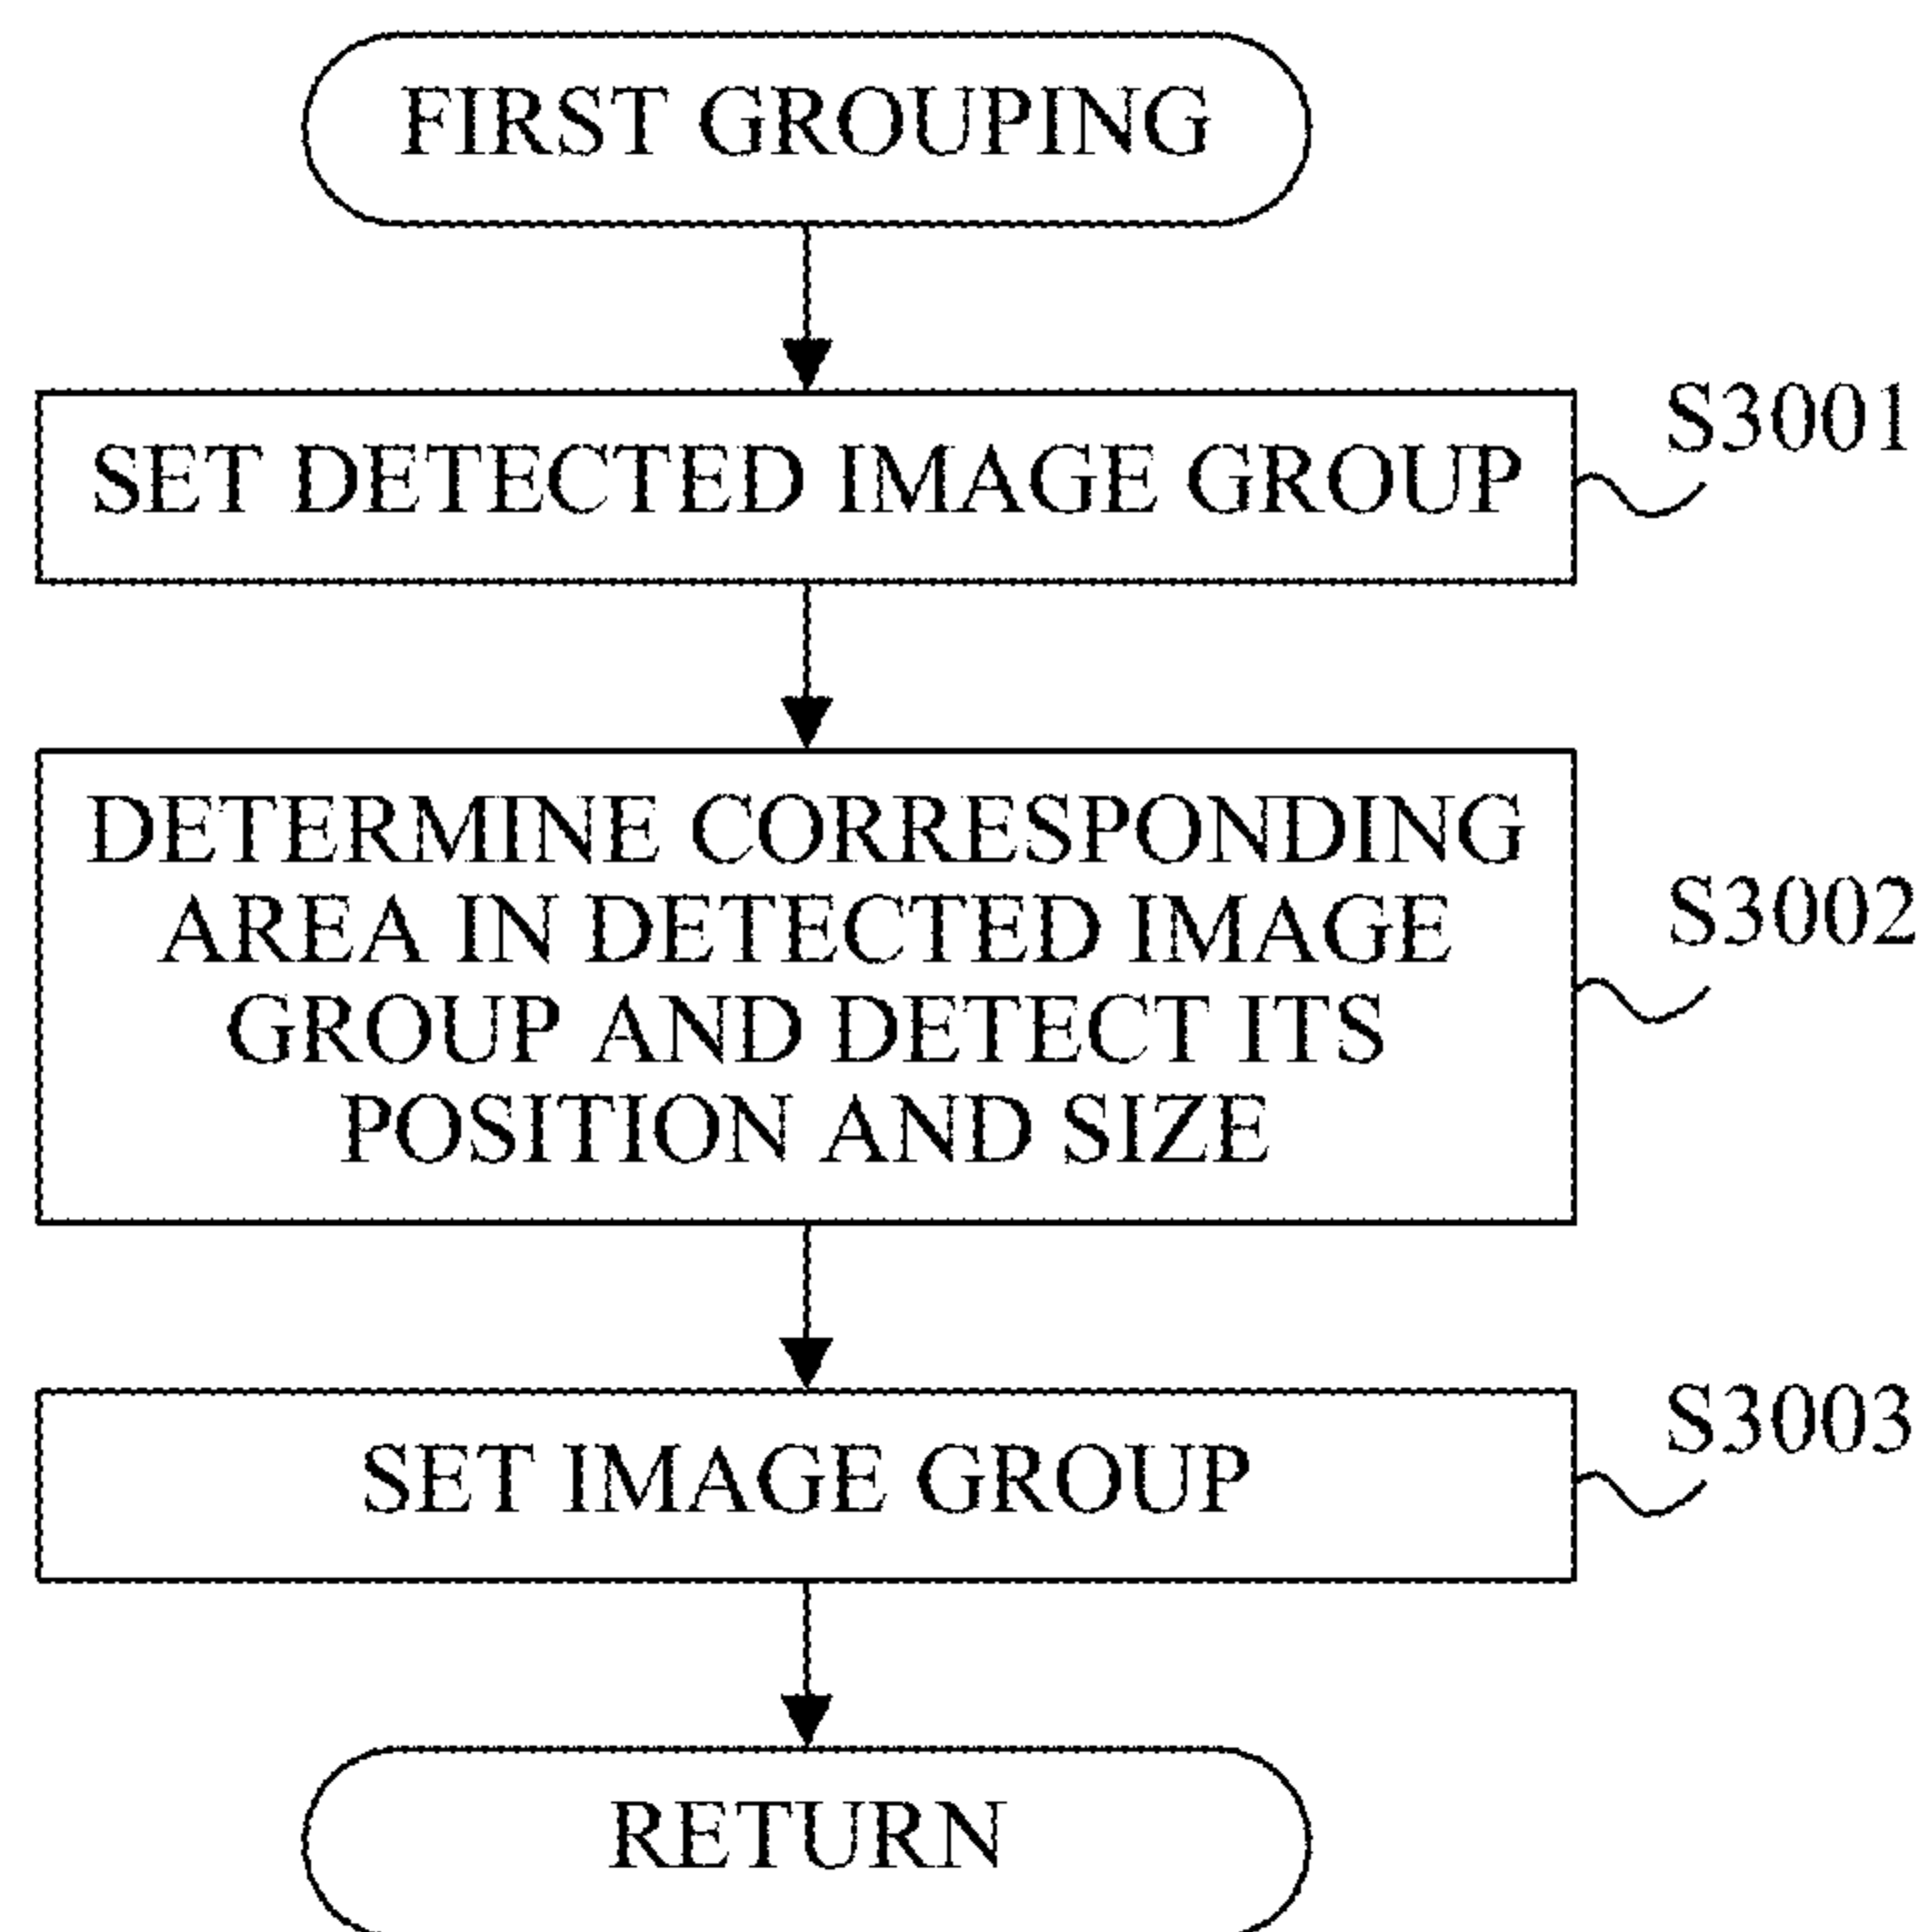 FIRST GROUPING
SET DETECTED IMAGE GROUP
S3001
DETERMINE CORRESPONDING
AREA IN DETECTED IMAGE
GROUP AND DETECT ITS
POSITION AND SIZE
S3002
SET IMAGE GROUP
S3003
RETURN